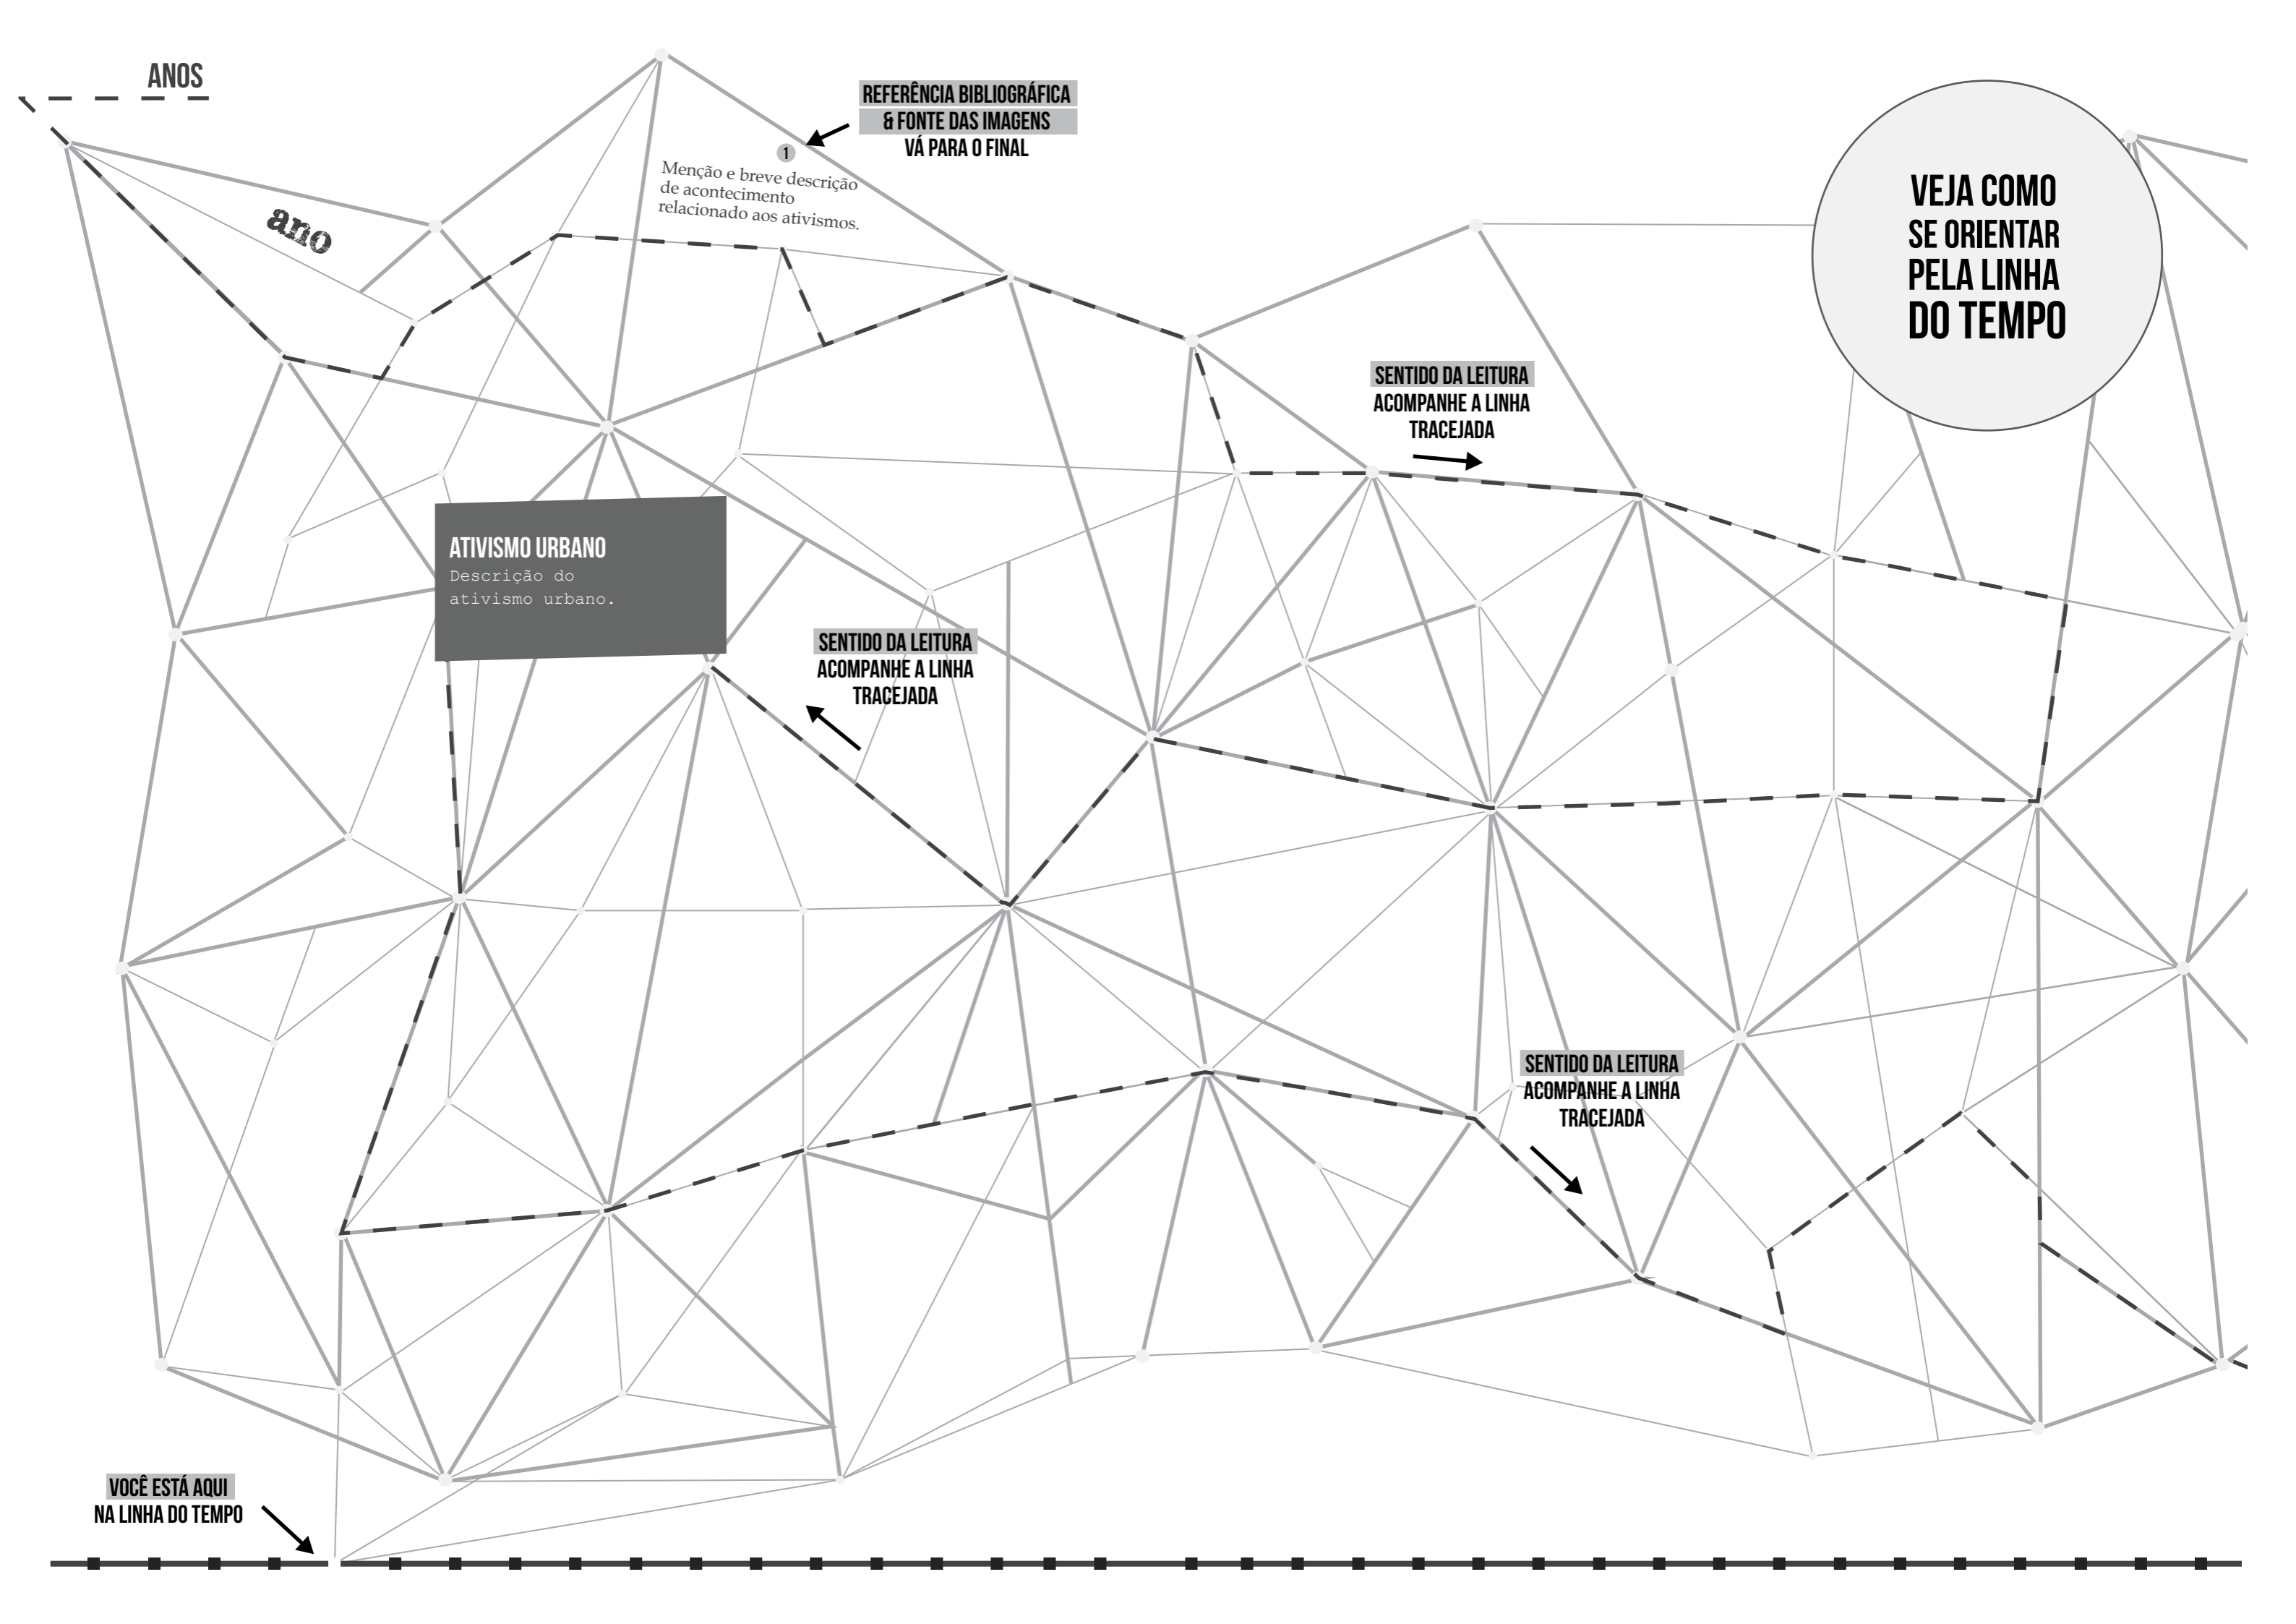 ANOS
REFERÊNCIA BIBLIOGRÁFICA
& FONTE DAS IMAGENS
VÁ PARA O FINAL
1
Menção e breve descrição
de acontecimento
relacionado aos ativismos.
ano
VEJA COMO
SE ORIENTAR
PELA LINHA
DO TEMPO
SENTIDO DA LEITURA
ACOMPANHE A LINHA
TRACEJADA
ATIVISMO URBANO
Descrição do
ativismo urbano.
SENTIDO DA LEITURA
ACOMPANHE A LINHA
TRACEJADA
SENTIDO DA LEITURA
ACOMPANHE A LINHA
TRACEJADA
VOCÊ ESTÁ AQUI
NA LINHA DO TEMPO